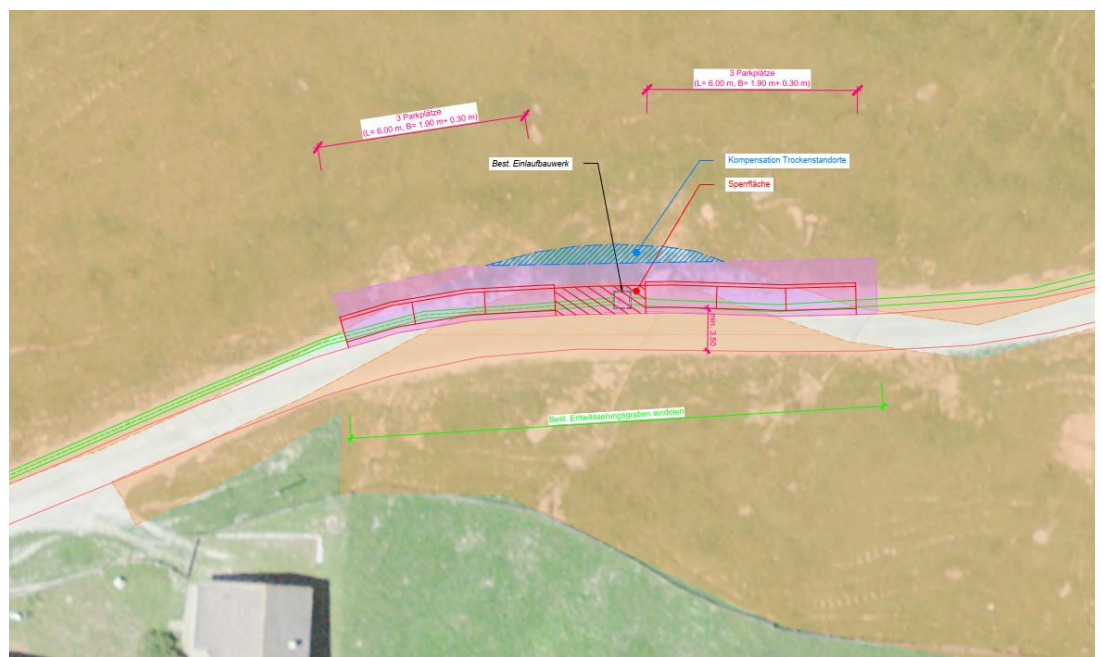 3 Parkplätze
(L= 6.00 m, B= 1.90 m+ 0.30 m)
3 Parkplätze
(L= 6.00 m, B= 1.90 m+ 0.30 m)
Best. Einlaufbauwerk
Kompensation Trockenstandorte
Sperrfläche
min. 3.50
Best. Entwässerungsgraben eindolen